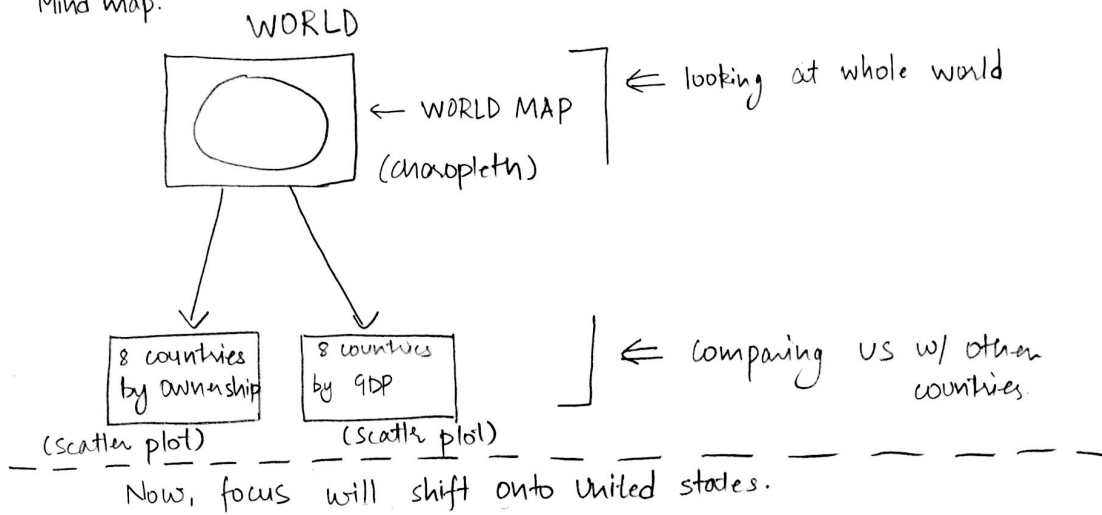 Mind Map:
WORLD
← WORLD MAP
(choropleth)
⇐ looking at whole world
8 countries
by ownership
(scatter plot)
8 countries
by GDP
(scatter plot)
⇐ comparing US w/ other
countries.
Now, focus will shift onto United states.